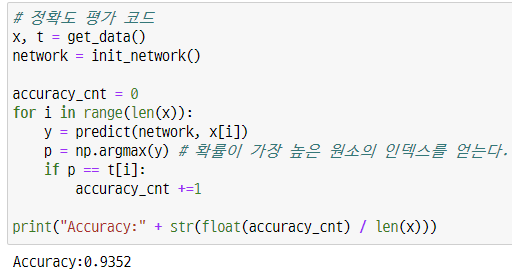 # 정확도 평가 코드
x, t = get_data()
network = init_network()

accuracy_cnt = 0
for i in range(len(x)):
    y = predict(network, x[i])
    p = np.argmax(y) # 확률이 가장 높은 원소의 인덱스를 얻는다.
    if p == t[i]:
        accuracy_cnt +=1

print("Accuracy:" + str(float(accuracy_cnt) / len(x)))
Accuracy:0.9352